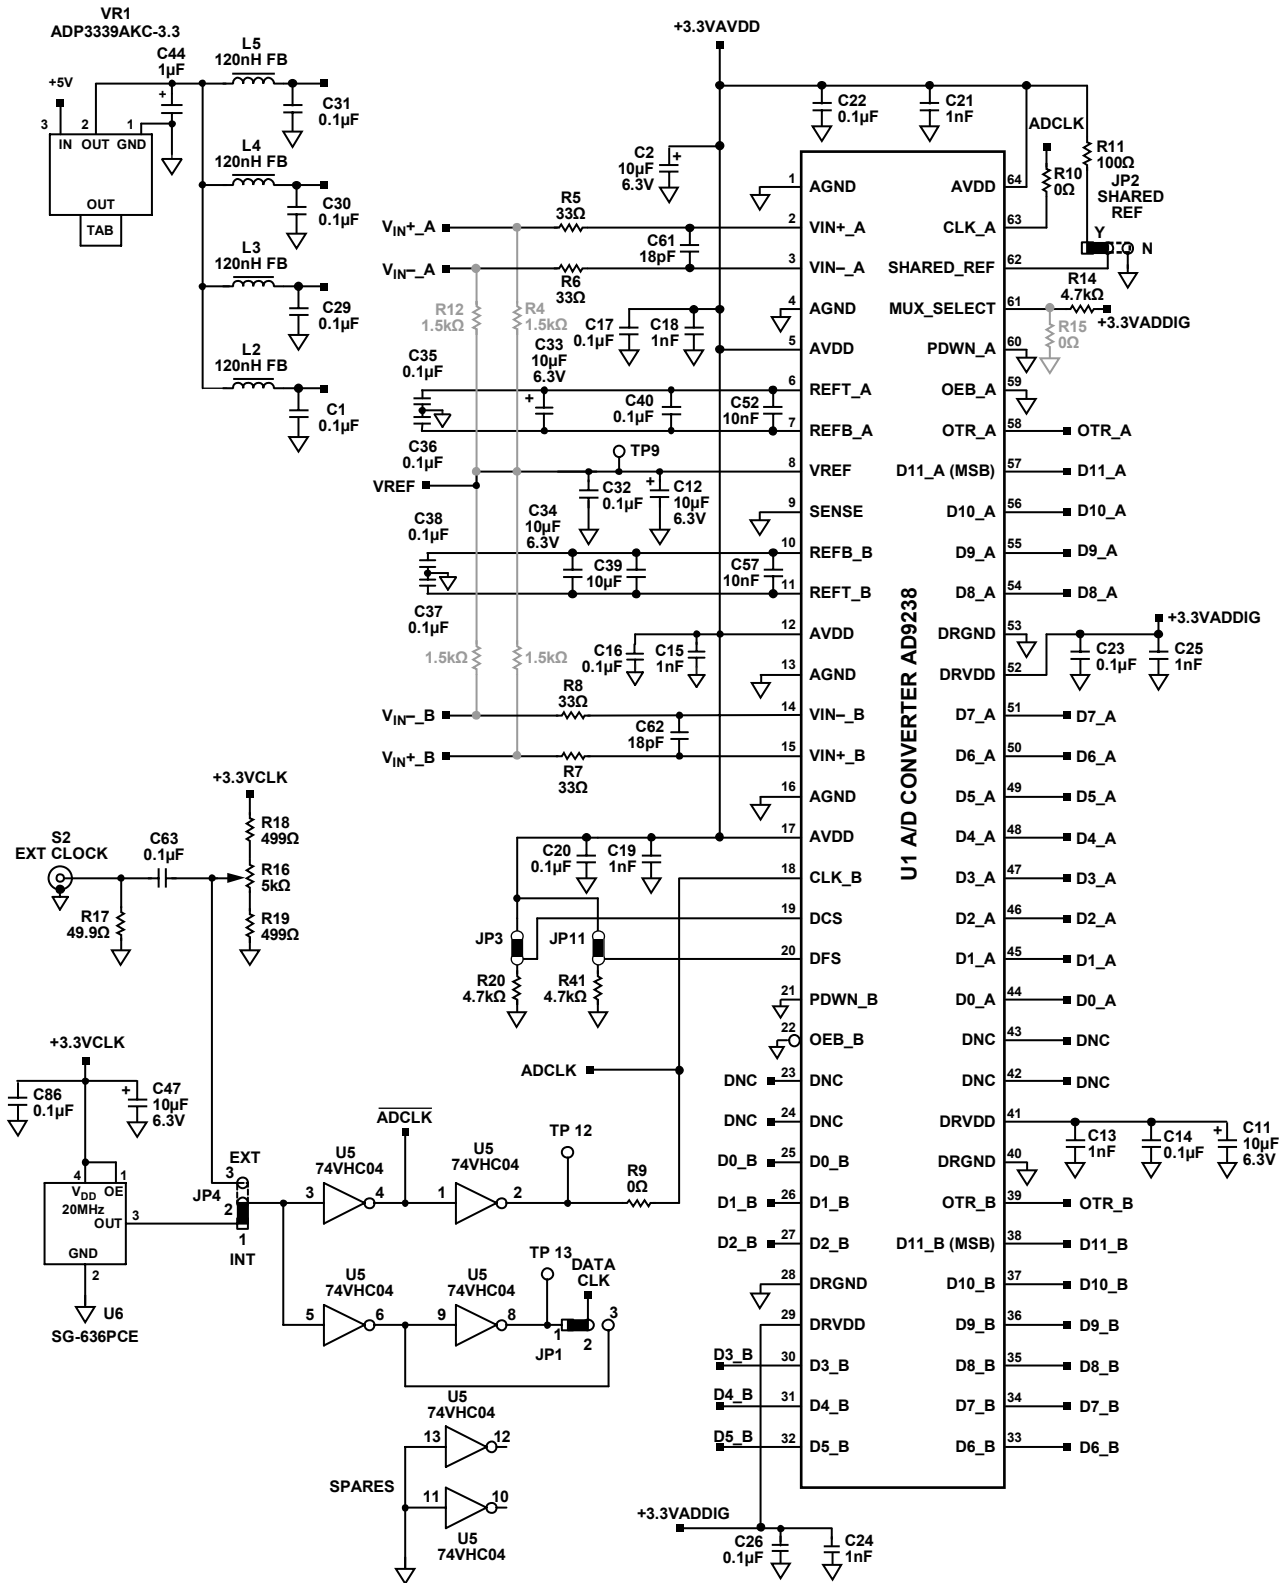 VR1
ADP3339AKC-3.3
C44
1µF
+5V
3
2
1
IN
OUT
GND
OUT
TAB
L5
120nH FB
C31
0.1µF
L4
120nH FB
C30
0.1µF
L3
120nH FB
C29
0.1µF
L2
120nH FB
C1
0.1µF
+3.3VAVDD
C22
0.1µF
C21
1nF
ADCLK
R10
0Ω
R11
100Ω
JP2
SHARED
REF
Y
N
R14
4.7kΩ
+3.3VADDIG
R15
0Ω
C2
10µF
6.3V
VIN+_A
R5
33Ω
C61
18pF
VIN–_A
R6
33Ω
R12
1.5kΩ
R4
1.5kΩ
C17
0.1µF
C18
1nF
C35
0.1µF
C33
10µF
6.3V
C40
0.1µF
C52
10nF
C36
0.1µF
TP9
VREF
C32
0.1µF
C12
10µF
6.3V
C38
0.1µF
C34
10µF
6.3V
C39
10µF
C57
10nF
C37
0.1µF
1.5kΩ
1.5kΩ
C16
0.1µF
C15
1nF
VIN–_B
R8
33Ω
C62
18pF
VIN+_B
R7
33Ω
C20
0.1µF
C19
1nF
JP3
JP11
R20
4.7kΩ
R41
4.7kΩ
U1 A/D CONVERTER AD9238
1 AGND
2 VIN+_A
3 VIN–_A
4 AGND
5 AVDD
6 REFT_A
7 REFB_A
8 VREF
9 SENSE
10 REFB_B
11 REFT_B
12 AVDD
13 AGND
14 VIN–_B
15 VIN+_B
16 AGND
17 AVDD
18 CLK_B
19 DCS
20 DFS
21 PDWN_B
22 OEB_B
DNC 23 DNC
DNC 24 DNC
D0_B 25 D0_B
D1_B 26 D1_B
D2_B 27 D2_B
28 DRGND
29 DRVDD
D3_B 30 D3_B
D4_B 31 D4_B
D5_B 32 D5_B
AVDD 64
CLK_A 63
SHARED_REF 62
MUX_SELECT 61
PDWN_A 60
OEB_A 59
OTR_A 58 OTR_A
D11_A (MSB) 57 D11_A
D10_A 56 D10_A
D9_A 55 D9_A
D8_A 54 D8_A
DRGND 53
DRVDD 52
D7_A 51 D7_A
D6_A 50 D6_A
D5_A 49 D5_A
D4_A 48 D4_A
D3_A 47 D3_A
D2_A 46 D2_A
D1_A 45 D1_A
D0_A 44 D0_A
DNC 43 DNC
DNC 42 DNC
DRVDD 41
DRGND 40
OTR_B 39 OTR_B
D11_B (MSB) 38 D11_B
D10_B 37 D10_B
D9_B 36 D9_B
D8_B 35 D8_B
D7_B 34 D7_B
D6_B 33 D6_B
+3.3VADDIG
C23
0.1µF
C25
1nF
C13
1nF
C14
0.1µF
C11
10µF
6.3V
+3.3VADDIG
C26
0.1µF
C24
1nF
+3.3VCLK
R18
499Ω
R16
5kΩ
R19
499Ω
S2
EXT CLOCK
C63
0.1µF
R17
49.9Ω
+3.3VCLK
C86
0.1µF
C47
10µF
6.3V
4
1
VDD
OE
20MHz
OUT
3
GND
2
U6
SG-636PCE
EXT
3
JP4
2
1
INT
ADCLK
ADCLK
U5
74VHC04
3
4
U5
74VHC04
1
2
TP 12
R9
0Ω
U5
74VHC04
5
6
U5
74VHC04
9
8
TP 13
DATA
CLK
1
2
3
JP1
U5
74VHC04
13
12
SPARES
11
10
U5
74VHC04